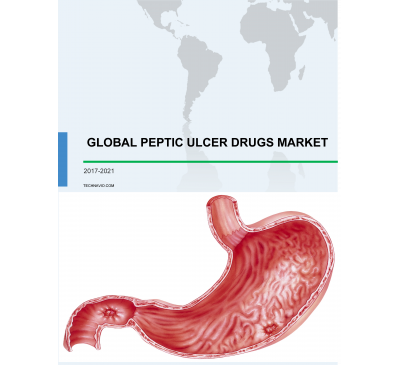 GLOBAL PEPTIC ULCER DRUGS MARKET
2017-2021
TECHNAVIO.COM